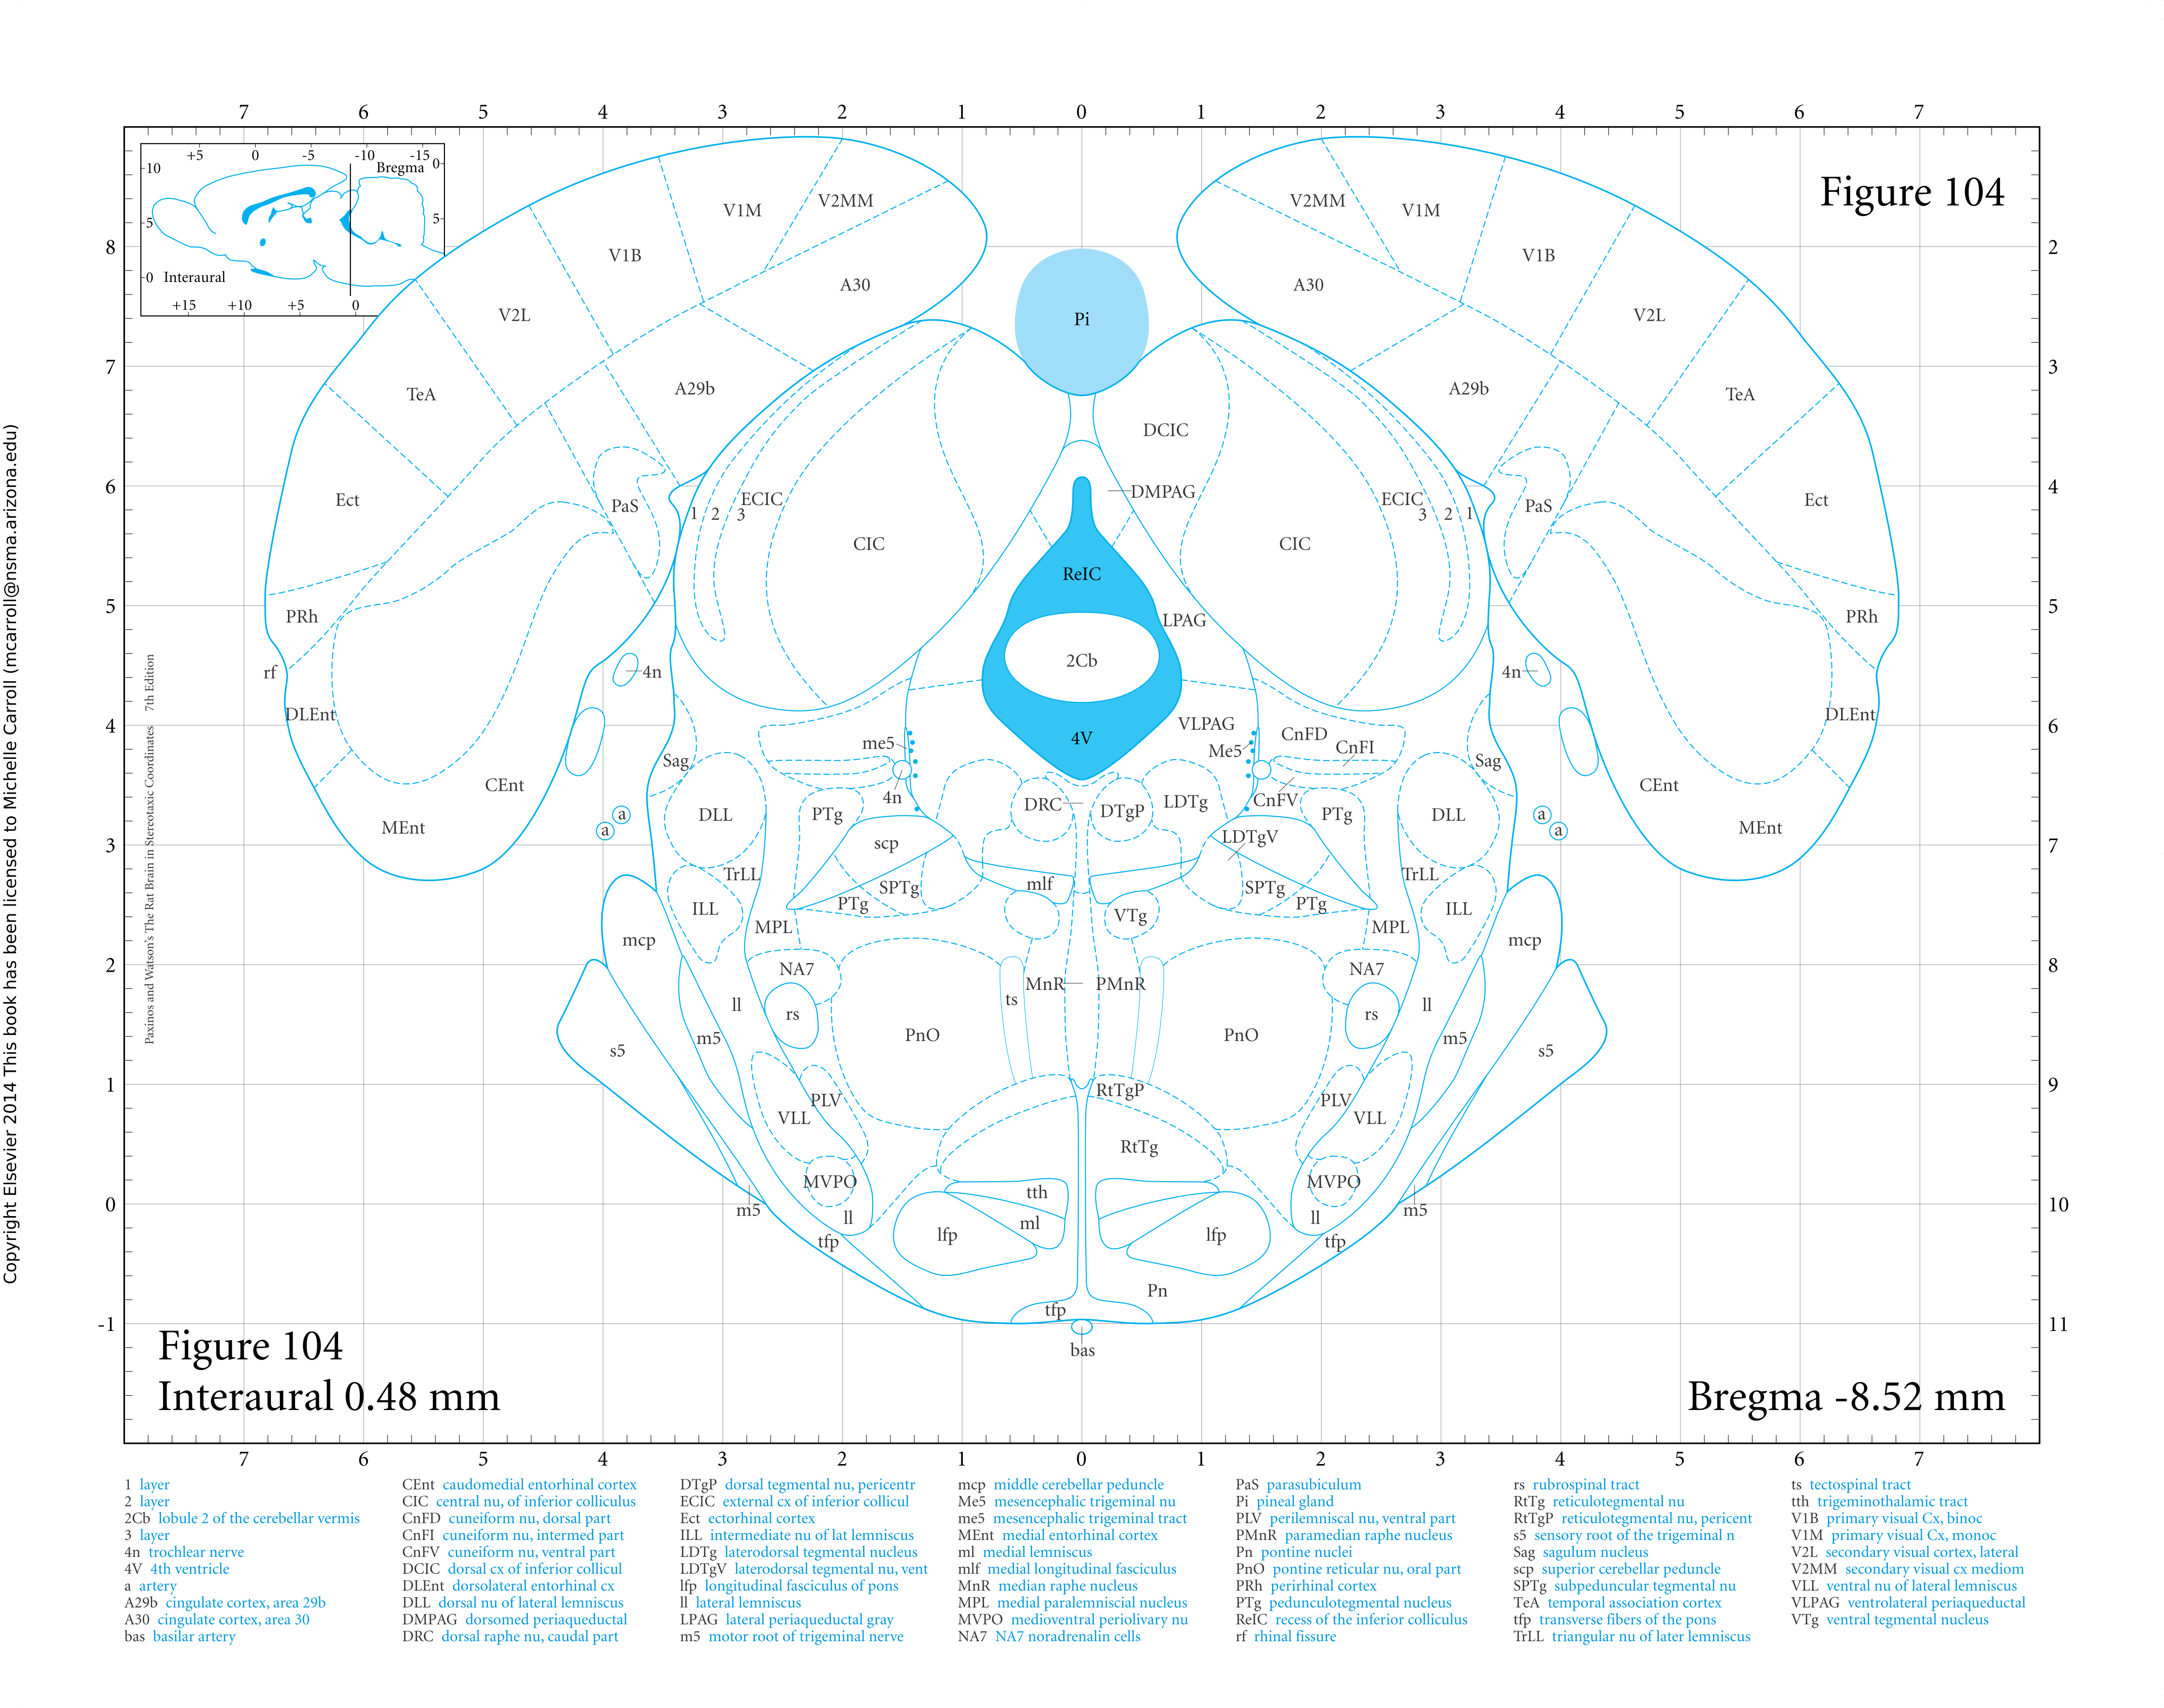 7 6 5 4 3 2 1 0 1 2 3 4 5 6 7
+5 0 -5 -10 -15
10 Bregma 0
5 5
0 Interaural
+15 +10 +5 0
Figure 104
V2MM V2MM
V1M V1M
8 V1B V1B 2
A30 A30
V2L Pi V2L
7 3
TeA A29b A29b TeA
DCIC
6 4
Ect PaS ECIC DMPAG ECIC PaS Ect
1 2 3 3 2 1
CIC CIC
ReIC
5 5
PRh LPAG PRh
2Cb
rf 4n 4n
DLEnt DLEnt
4 VLPAG CnFD 6
me5 4V Me5 CnFI
Sag Sag
CEnt 4n CnFV CEnt
DRC DTgP LDTg
MEnt a a DLL PTg PTg DLL a a MEnt
3 scp LDTgV 7
TrLL mlf TrLL
ILL SPTg SPTg ILL
PTg VTg PTg
mcp MPL MPL mcp
2 8
NA7 MnR PMnR NA7
ll rs ts rs ll
s5 m5 PnO PnO m5 s5
1 9
PLV RtTgP PLV
VLL VLL
RtTg
MVPO tth MVPO
0 10
m5 ll lfp ml lfp ll m5
tfp tfp
Pn
tfp
-1 11
bas
Figure 104
Interaural 0.48 mm
Bregma -8.52 mm
7 6 5 4 3 2 1 0 1 2 3 4 5 6 7
Copyright Elsevier 2014 This book has been licensed to Michelle Carroll (mcarroll@nsma.arizona.edu)
Paxinos and Watson's The Rat Brain in Stereotaxic Coordinates 7th Edition
1 layer
2 layer
2Cb lobule 2 of the cerebellar vermis
3 layer
4n trochlear nerve
4V 4th ventricle
a artery
A29b cingulate cortex, area 29b
A30 cingulate cortex, area 30
bas basilar artery
CEnt caudomedial entorhinal cortex
CIC central nu, of inferior colliculus
CnFD cuneiform nu, dorsal part
CnFI cuneiform nu, intermed part
CnFV cuneiform nu, ventral part
DCIC dorsal cx of inferior collicul
DLEnt dorsolateral entorhinal cx
DLL dorsal nu of lateral lemniscus
DMPAG dorsomed periaqueductal
DRC dorsal raphe nu, caudal part
DTgP dorsal tegmental nu, pericentr
ECIC external cx of inferior collicul
Ect ectorhinal cortex
ILL intermediate nu of lat lemniscus
LDTg laterodorsal tegmental nucleus
LDTgV laterodorsal tegmental nu, vent
lfp longitudinal fasciculus of pons
ll lateral lemniscus
LPAG lateral periaqueductal gray
m5 motor root of trigeminal nerve
mcp middle cerebellar peduncle
Me5 mesencephalic trigeminal nu
me5 mesencephalic trigeminal tract
MEnt medial entorhinal cortex
ml medial lemniscus
mlf medial longitudinal fasciculus
MnR median raphe nucleus
MPL medial paralemniscial nucleus
MVPO medioventral periolivary nu
NA7 NA7 noradrenalin cells
PaS parasubiculum
Pi pineal gland
PLV perilemniscal nu, ventral part
PMnR paramedian raphe nucleus
Pn pontine nuclei
PnO pontine reticular nu, oral part
PRh perirhinal cortex
PTg pedunculotegmental nucleus
ReIC recess of the inferior colliculus
rf rhinal fissure
rs rubrospinal tract
RtTg reticulotegmental nu
RtTgP reticulotegmental nu, pericent
s5 sensory root of the trigeminal n
Sag sagulum nucleus
scp superior cerebellar peduncle
SPTg subpeduncular tegmental nu
TeA temporal association cortex
tfp transverse fibers of the pons
TrLL triangular nu of later lemniscus
ts tectospinal tract
tth trigeminothalamic tract
V1B primary visual Cx, binoc
V1M primary visual Cx, monoc
V2L secondary visual cortex, lateral
V2MM secondary visual cx mediom
VLL ventral nu of lateral lemniscus
VLPAG ventrolateral periaqueductal
VTg ventral tegmental nucleus